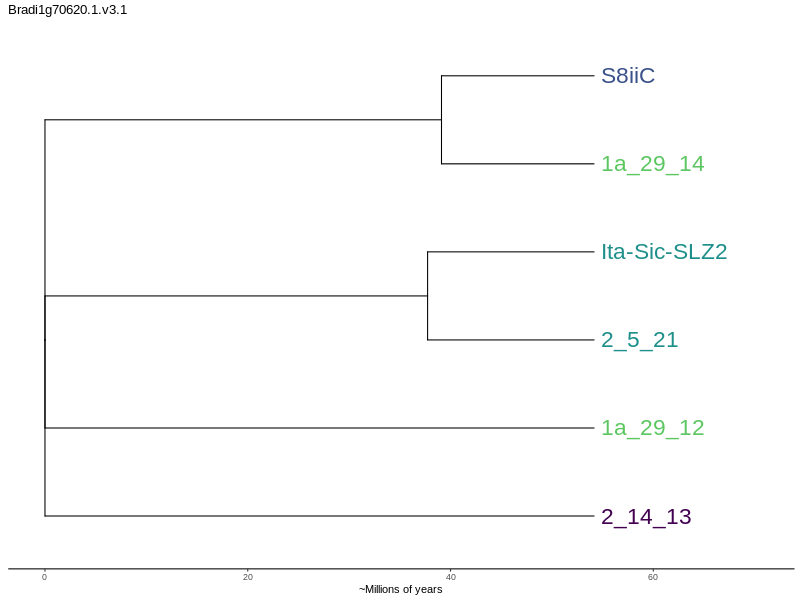 Bradi1g70620.1.v3.1
S8iiC
1a_29_14
Ita-Sic-SLZ2
2_5_21
1a_29_12
2_14_13
0 20 40 60
~Millions of years